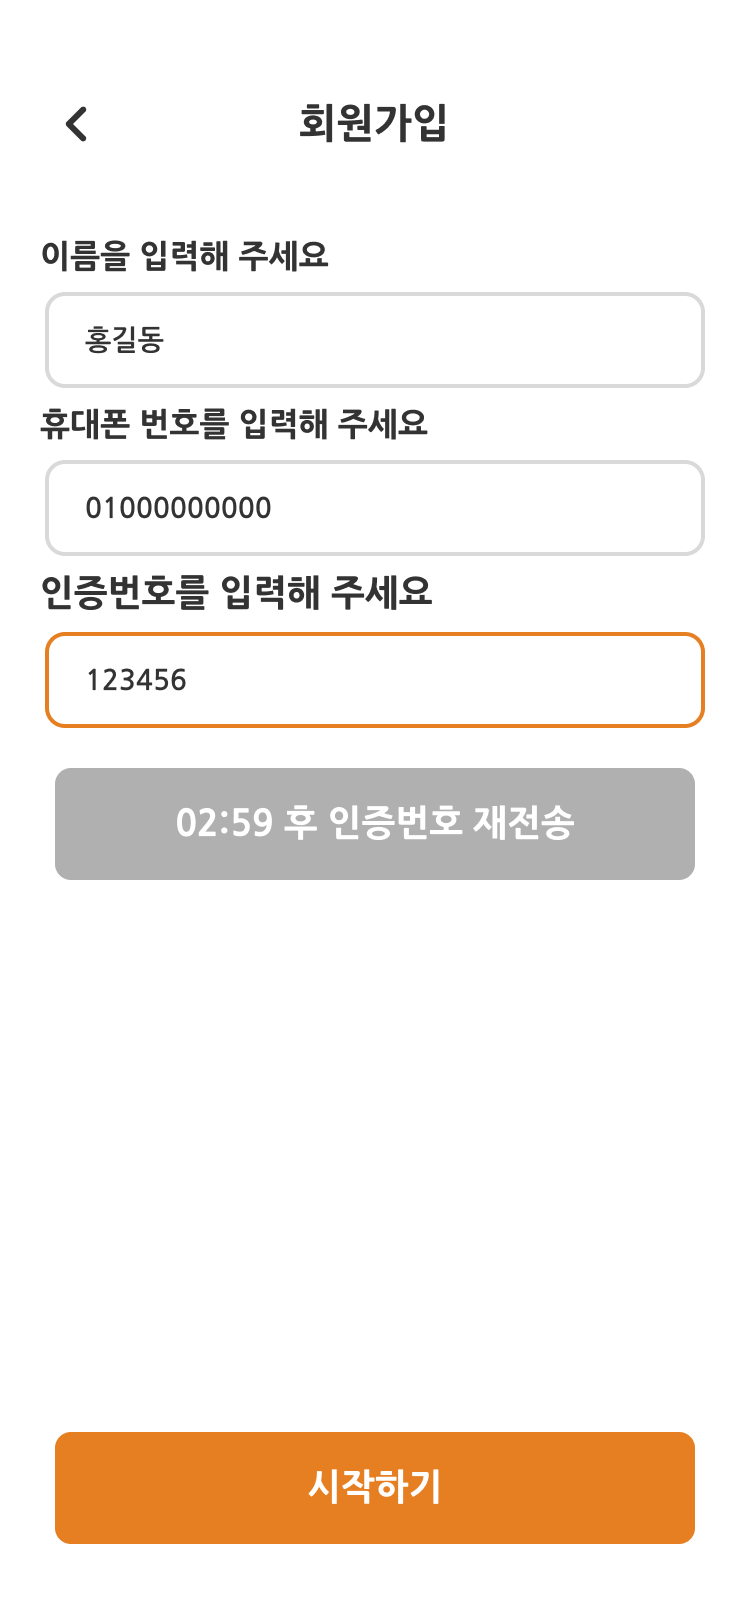 회원가입
이름을 입력해 주세요
홍길동
휴대폰 번호를 입력해 주세요
01000000000
인증번호를 입력해 주세요
123456
02:59 후 인증번호 재전송
시작하기